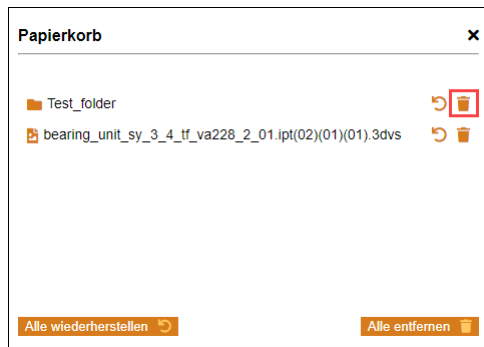 Papierkorb
Test_folder
bearing_unit_sy_3_4_tf_va228_2_01.ipt(02)(01)(01).3dvs
Alle wiederherstellen
Alle entfernen